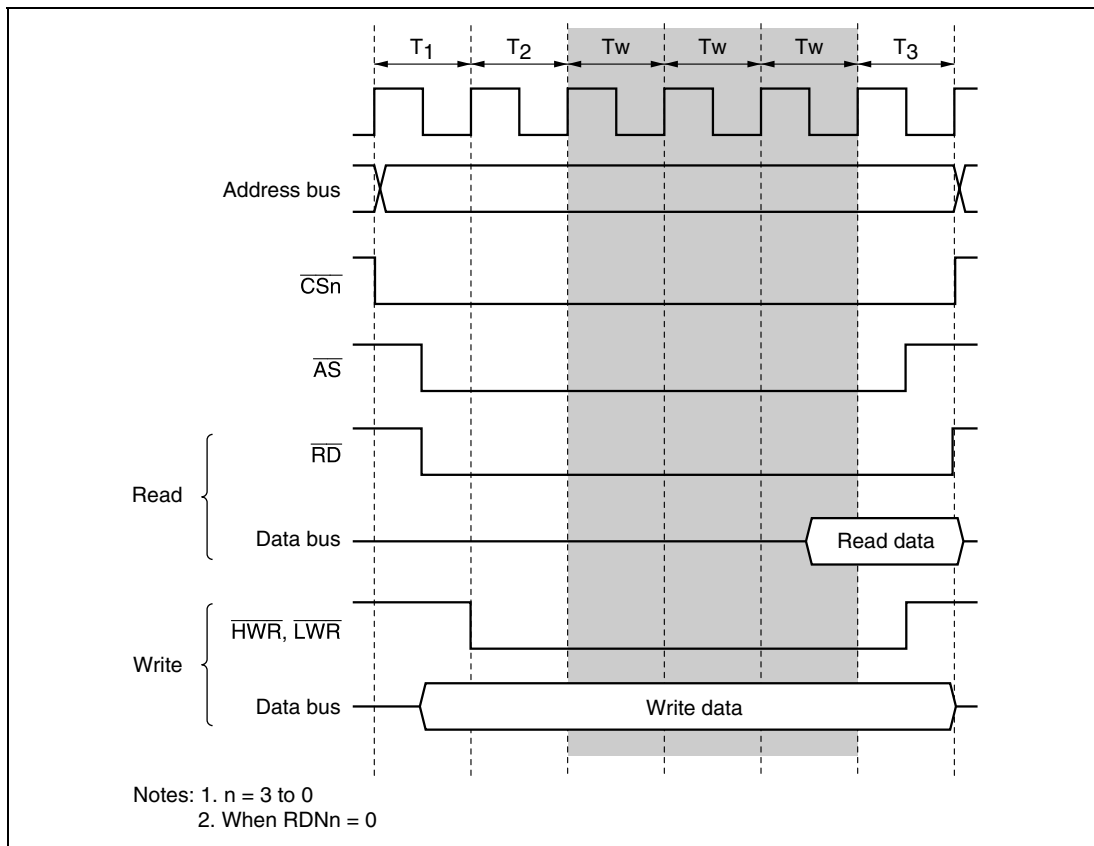 T1 T2 Tw Tw Tw T3
Address bus
CSn
AS
RD
Read
Data bus Read data
HWR, LWR
Write
Data bus Write data
Notes: 1. n = 3 to 0
2. When RDNn = 0